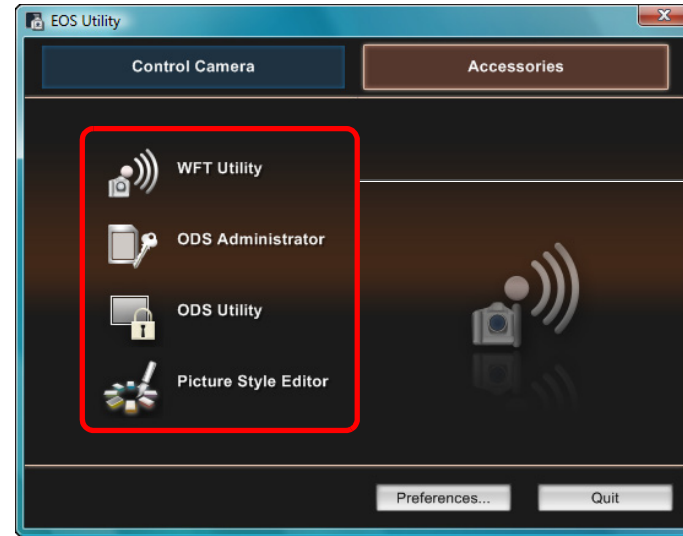 EOS Utility
Control Camera
Accessories
WFT Utility
ODS Administrator
ODS Utility
Picture Style Editor
Preferences...
Quit